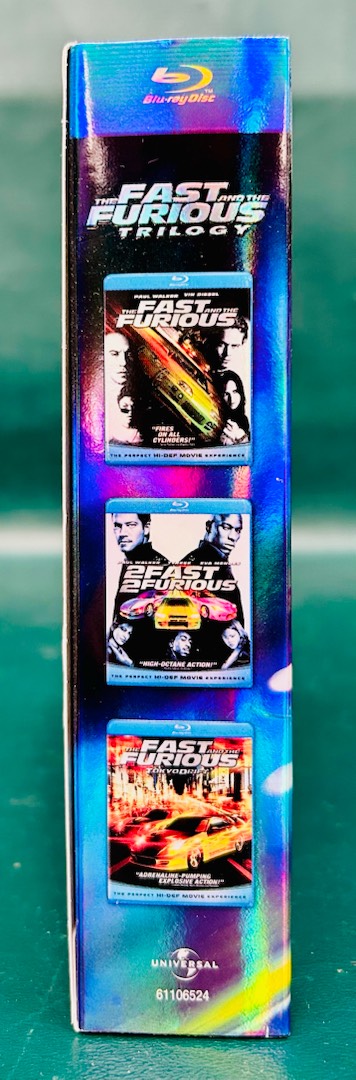 Blu-ray Disc™
THE FAST AND THE
FURIOUS
TRILOGY
PAUL WALKER VIN DIESEL
THE FAST AND THE
FURIOUS
"FIRES
ON ALL
CYLINDERS!"
THE PERFECT HI-DEF MOVIE EXPERIENCE
PAUL WALKER TYRESE EVA MENDES
2 FAST
2 FURIOUS
"HIGH-OCTANE ACTION!"
THE PERFECT HI-DEF MOVIE EXPERIENCE
THE FAST AND THE
FURIOUS
TOKYO DRIFT
"ADRENALINE-PUMPING
EXPLOSIVE ACTION!"
THE PERFECT HI-DEF MOVIE EXPERIENCE
UNIVERSAL
61106524